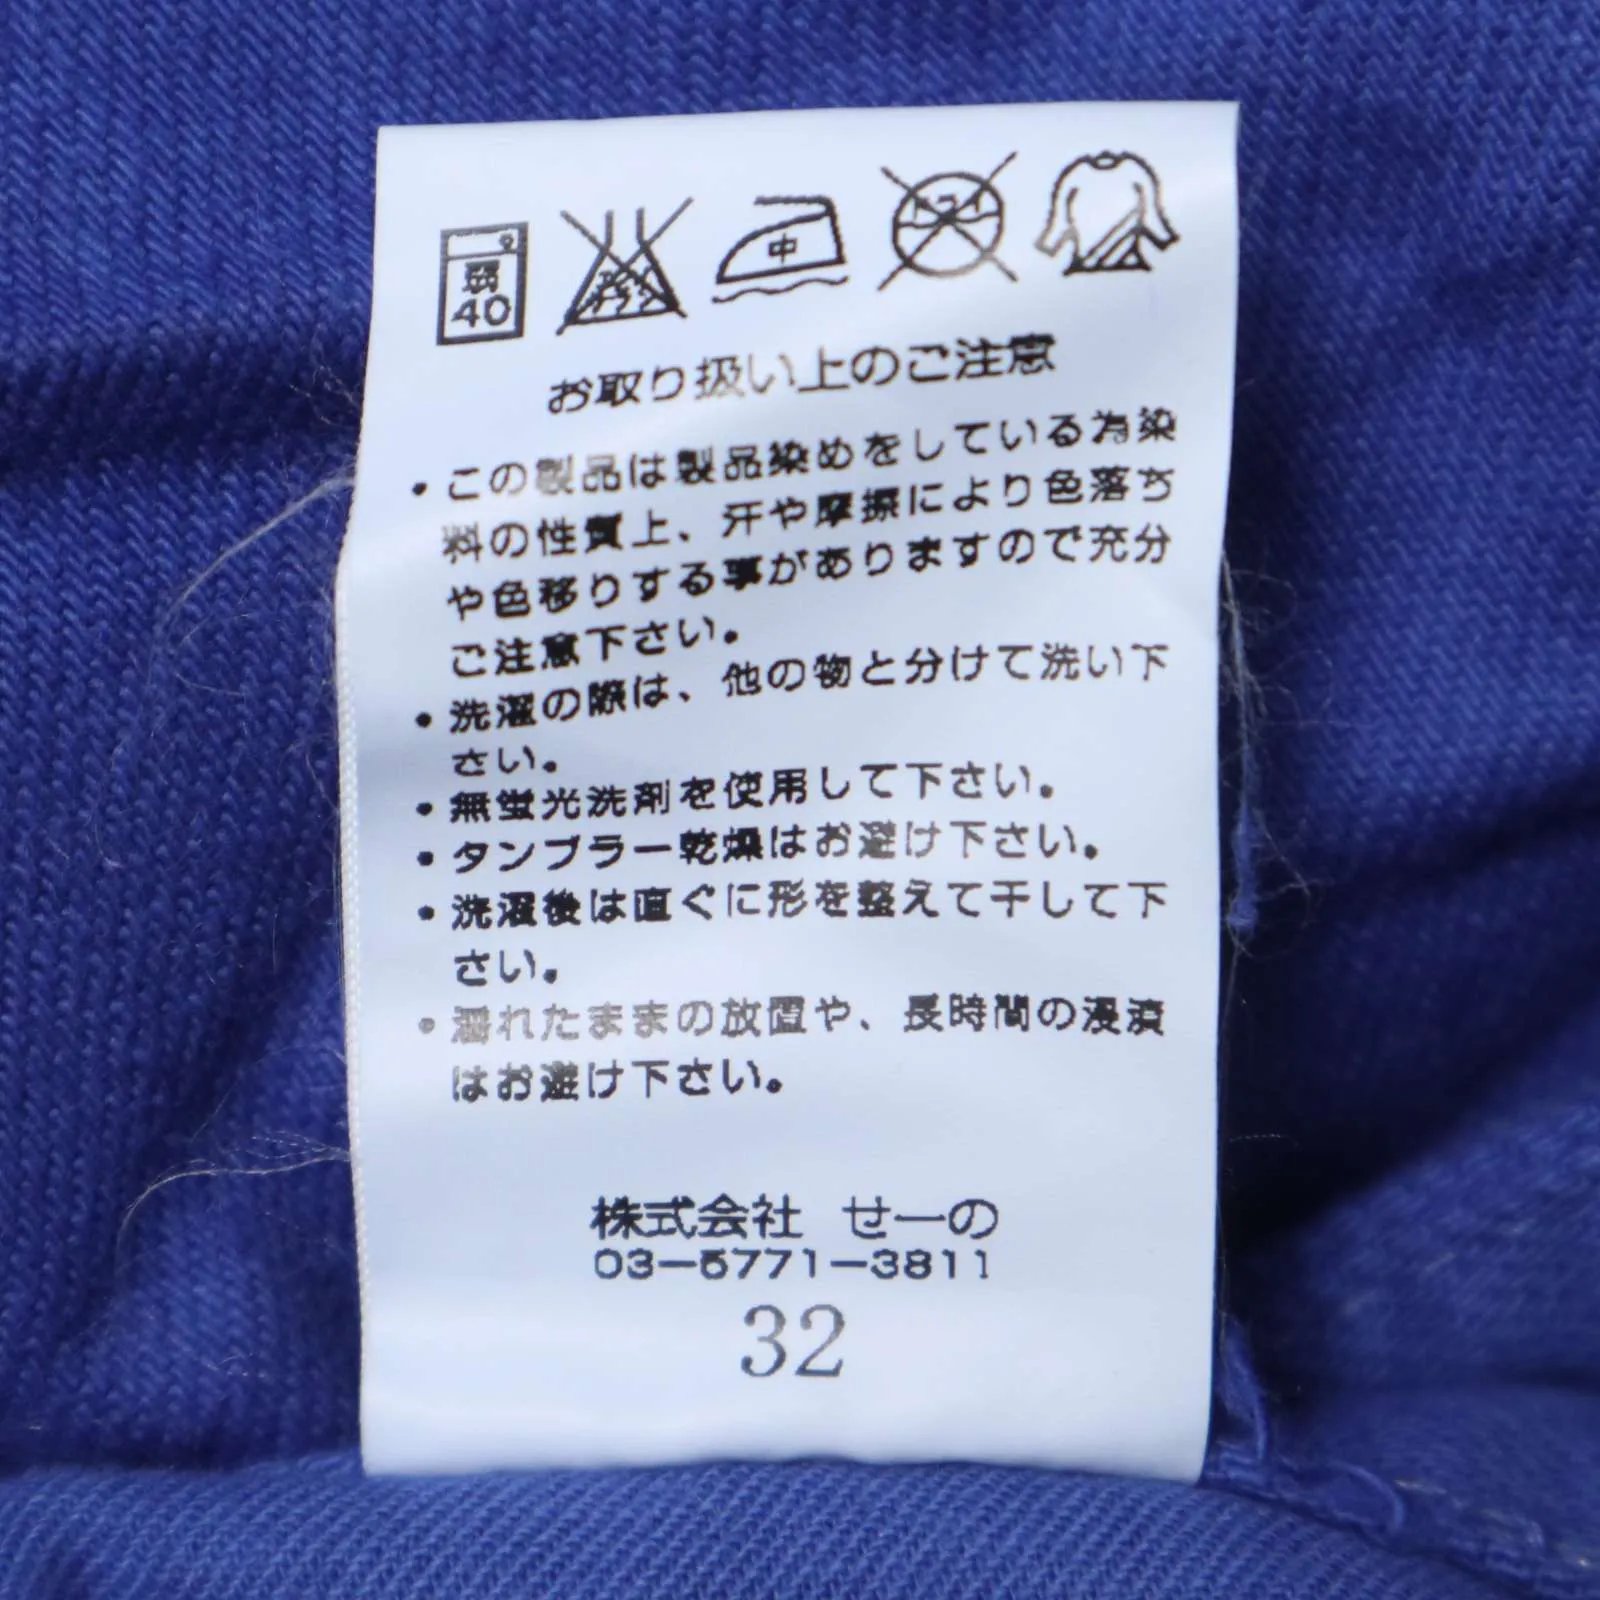 弱
40
中
お取り扱い上のご注意
・この製品は製品染めをしている為染
料の性質上、汗や摩擦により色落ち
や色移りする事がありますので充分
ご注意下さい。
・洗濯の際は、他の物と分けて洗い下
さい。
・無蛍光洗剤を使用して下さい。
・タンブラー乾燥はお避け下さい。
・洗濯後は直ぐに形を整えて干して下
さい。
・濡れたままの放置や、長時間の浸漬
はお避け下さい。
株式会社 せーの
03-5771-3811
32